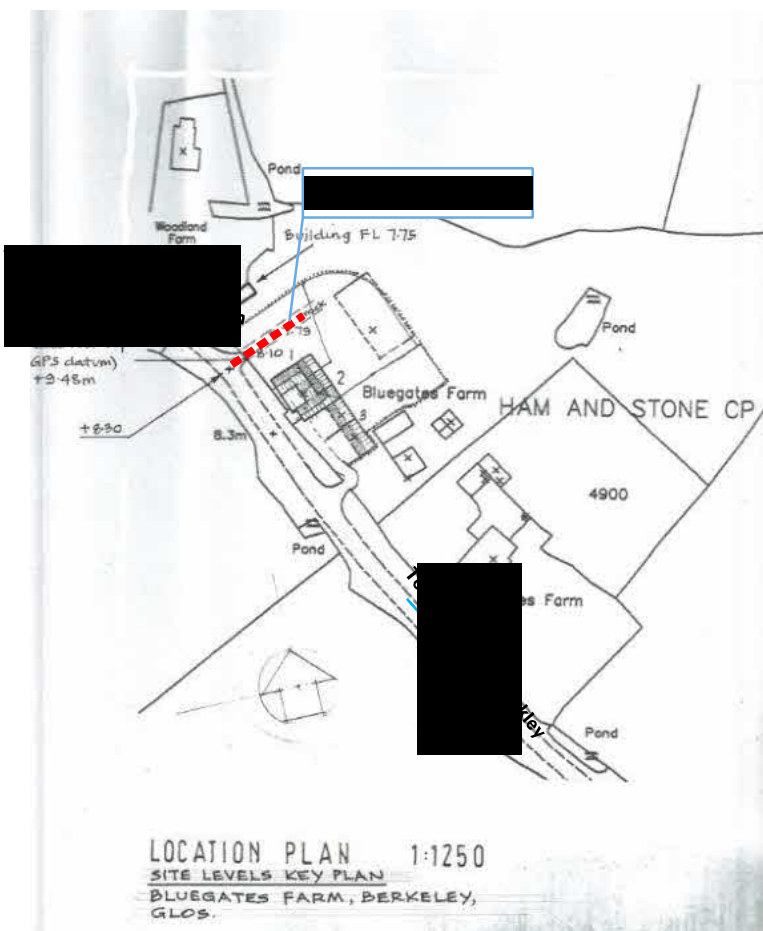 Pond
Woodland
Farm
Building FL 7.75
GPS datum)
+9.48m
7.79
8.10
1
2
3
Bluegates Farm
Pond
+8.30
8.3m
HAM AND STONE CP
4900
Pond
es Farm
kley
Pond
LOCATION PLAN 1:1250
SITE LEVELS KEY PLAN
BLUEGATES FARM, BERKELEY,
GLOS.